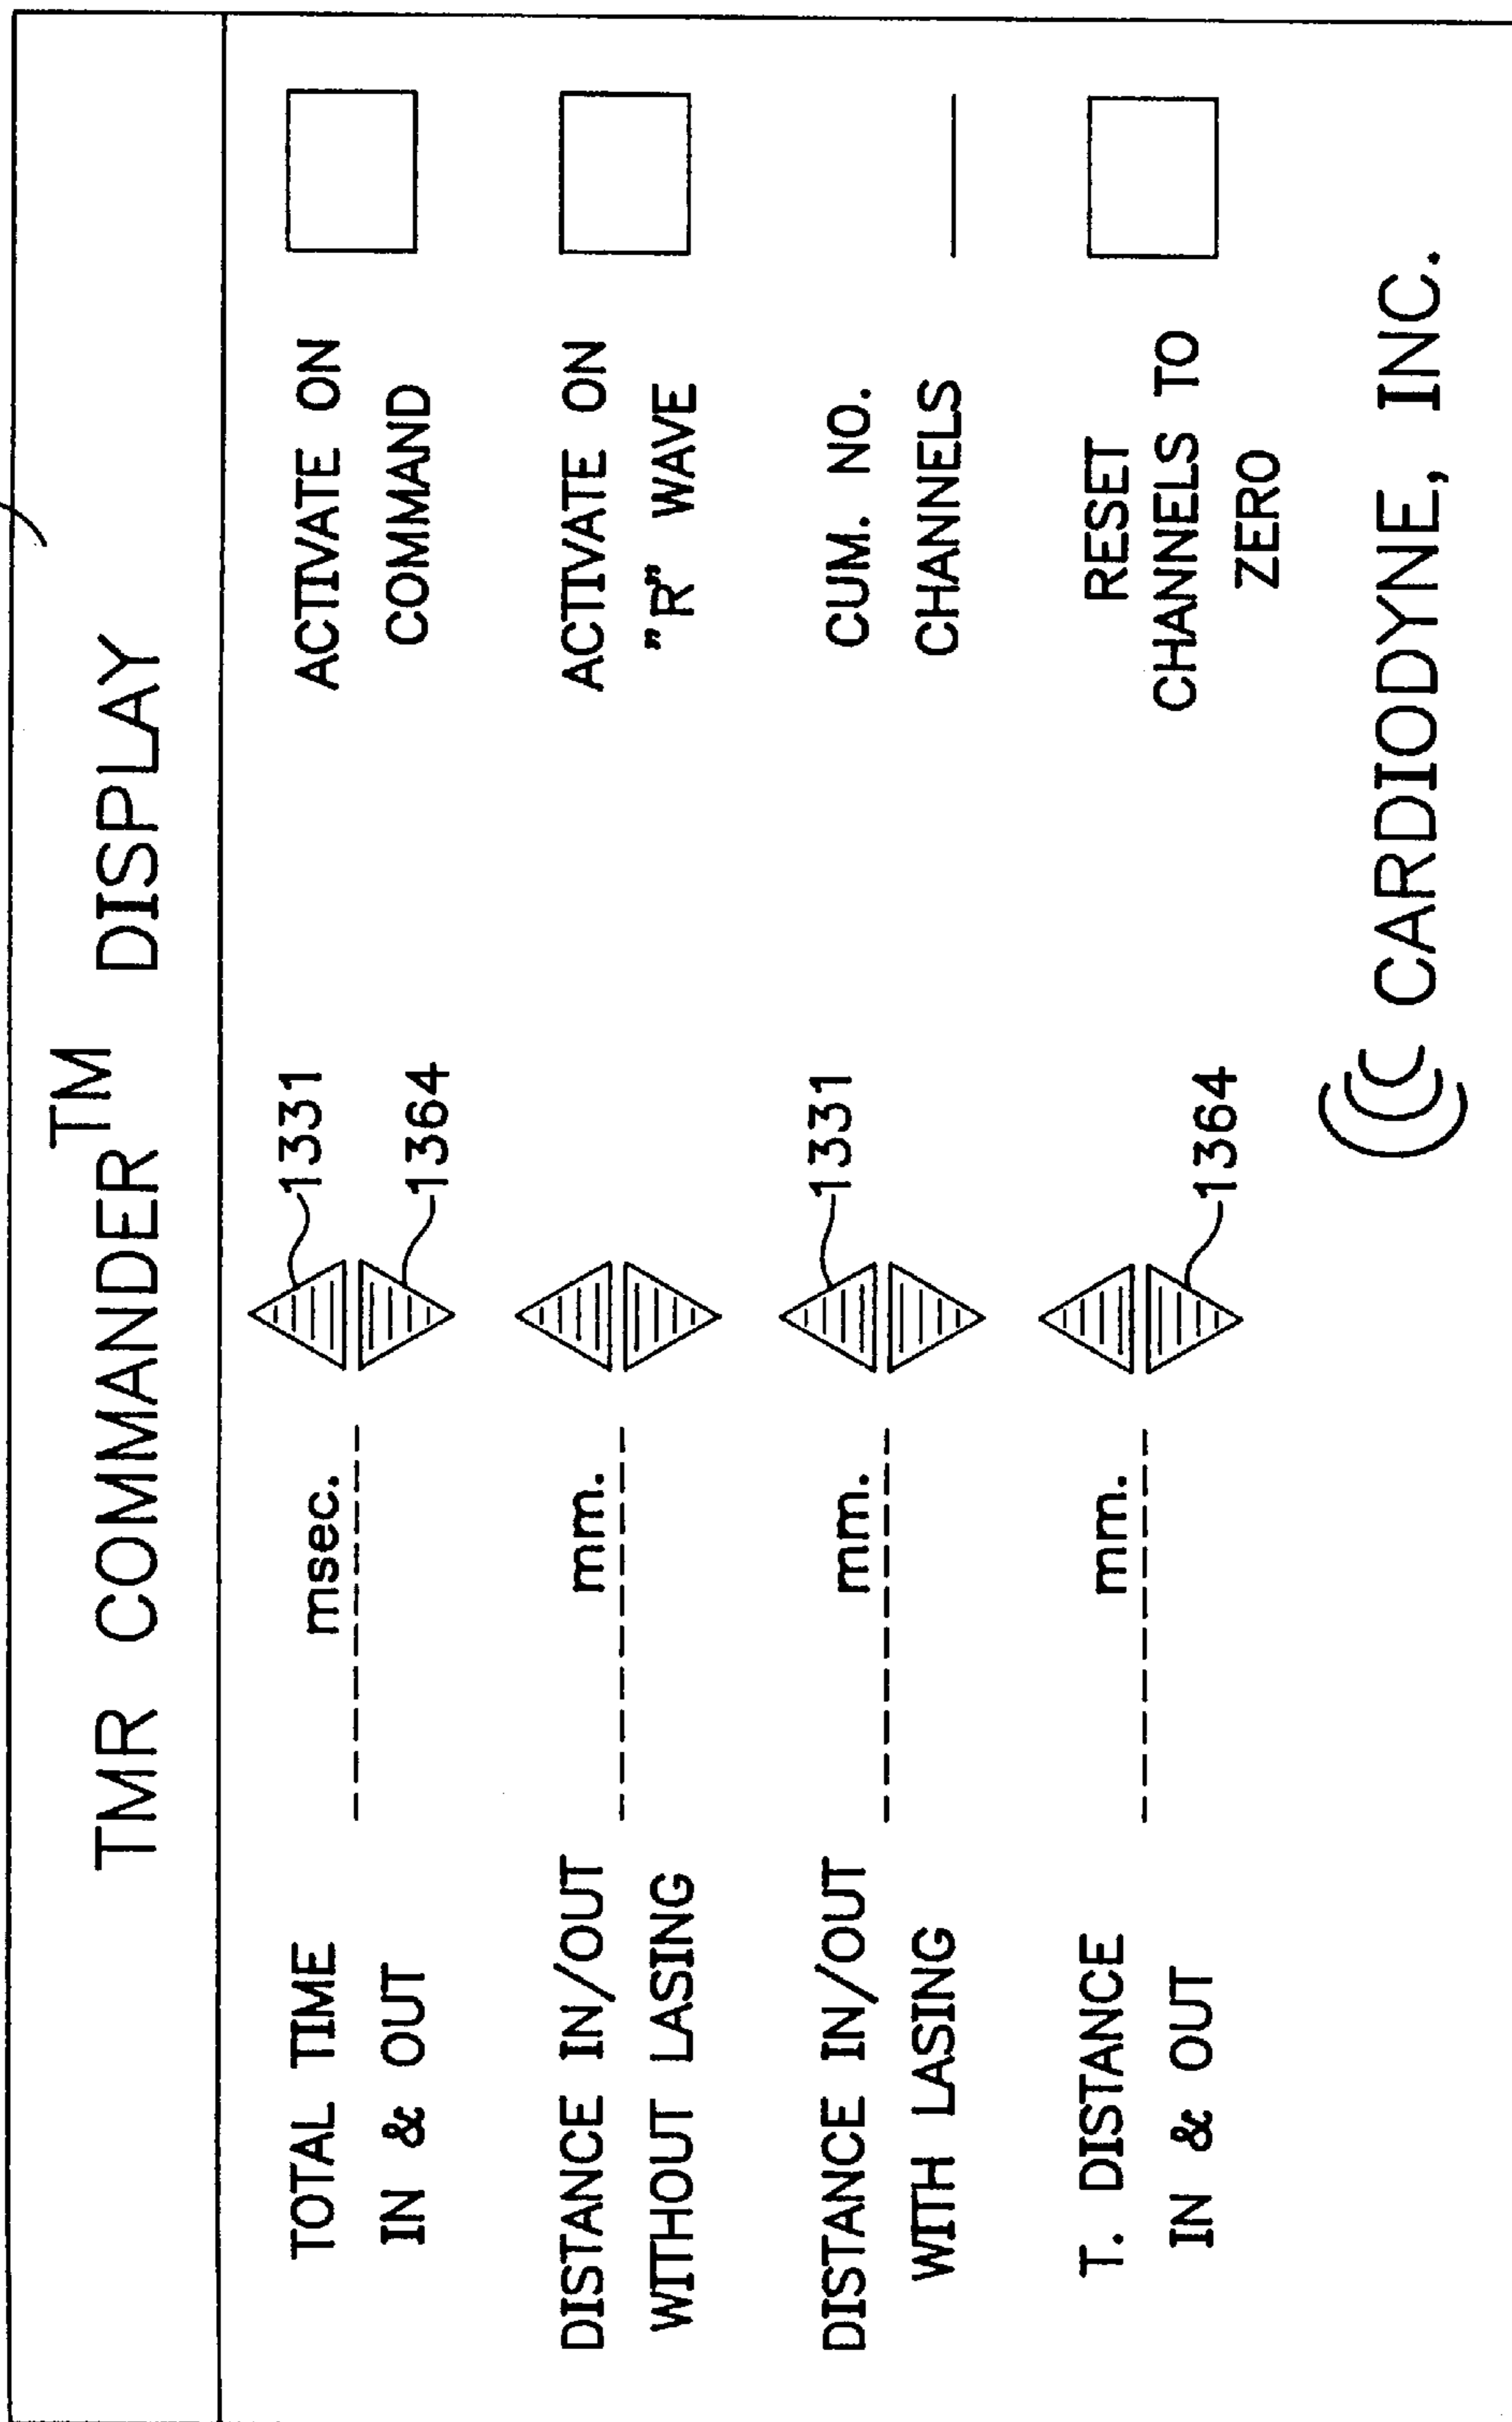 TMR COMMANDER™ DISPLAY
TOTAL TIME
IN & OUT
msec.
1331
1364
ACTIVATE ON
COMMAND
DISTANCE IN/OUT
WITHOUT LASING
mm.
ACTIVATE ON
"R" WAVE
DISTANCE IN/OUT
WITH LASING
mm.
1331
CUM. NO.
CHANNELS
T. DISTANCE
IN & OUT
mm.
1364
RESET
CHANNELS TO
ZERO
CARDIODYNE, INC.